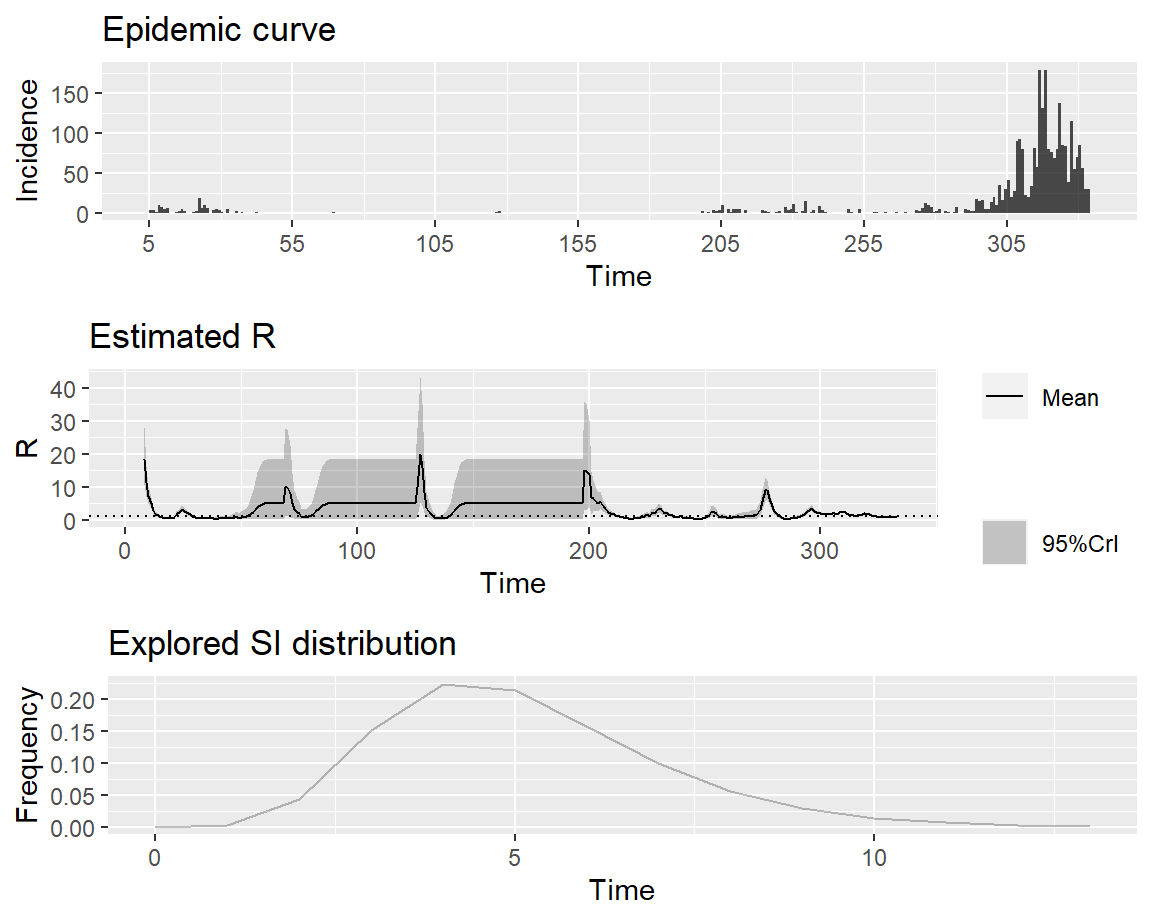 Epidemic curve
Incidence
150
100
50
0
5 55 105 155 205 255 305
Time
Estimated R
R
40
30
20
10
0
0 100 200 300
Time
Mean
95%CrI
Explored SI distribution
Frequency
0.20
0.15
0.10
0.05
0.00
0 5 10
Time